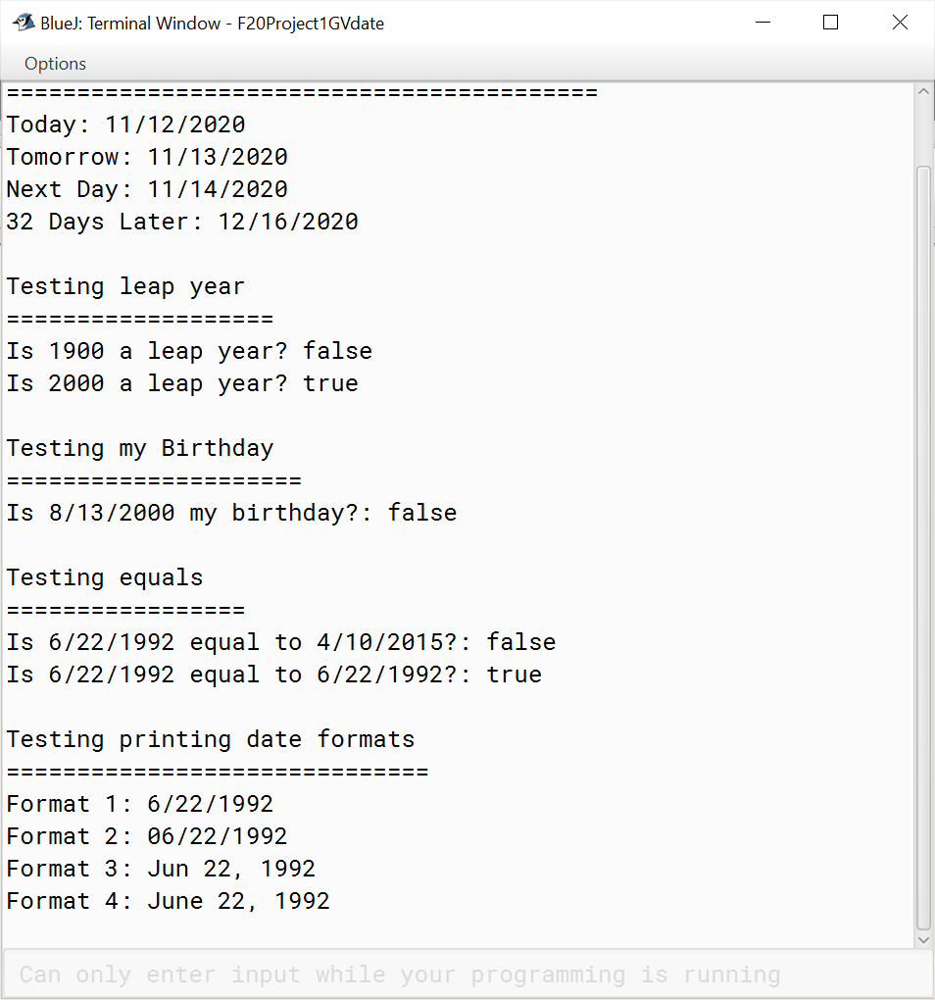 BlueJ: Terminal Window - F20Project1GVdate
Options
==========================================
Today: 11/12/2020
Tomorrow: 11/13/2020
Next Day: 11/14/2020
32 Days Later: 12/16/2020
Testing leap year
===================
Is 1900 a leap year? false
Is 2000 a leap year? true
Testing my Birthday
=====================
Is 8/13/2000 my birthday?: false
Testing equals
=================
Is 6/22/1992 equal to 4/10/2015?: false
Is 6/22/1992 equal to 6/22/1992?: true
Testing printing date formats
==============================
Format 1: 6/22/1992
Format 2: 06/22/1992
Format 3: Jun 22, 1992
Format 4: June 22, 1992
Can only enter input while your programming is running